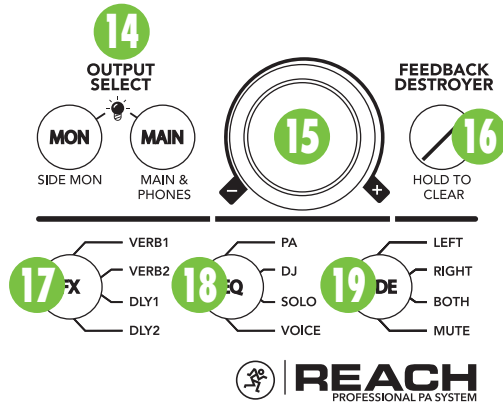 14
OUTPUT
SELECT
MON
MAIN
SIDE MON
MAIN &
PHONES
15
-
+
FEEDBACK
DESTROYER
16
HOLD TO
CLEAR
17
FX
VERB1
VERB2
DLY1
DLY2
18
EQ
PA
DJ
SOLO
VOICE
19
DE
LEFT
RIGHT
BOTH
MUTE
REACH
PROFESSIONAL PA SYSTEM